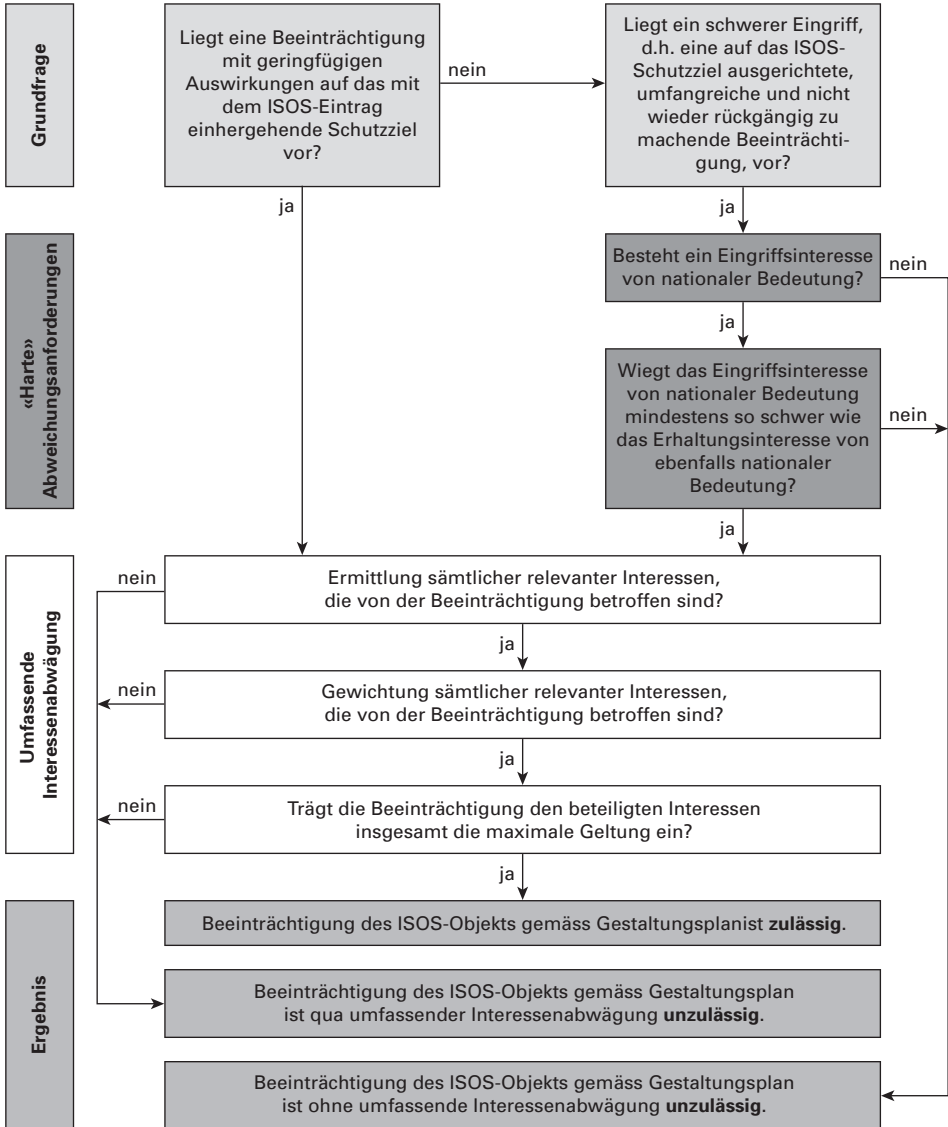 Grundfrage
Liegt eine Beeinträchtigung
mit geringfügigen
Auswirkungen auf das mit
dem ISOS-Eintrag
einhergehende Schutzziel
vor?
nein
Liegt ein schwerer Eingriff,
d.h. eine auf das ISOS-
Schutzziel ausgerichtete,
umfangreiche und nicht
wieder rückgängig zu
machende Beeinträchti-
gung, vor?
ja
ja
«Harte»
Abweichungsanforderungen
Besteht ein Eingriffsinteresse
von nationaler Bedeutung?
nein
ja
Wiegt das Eingriffsinteresse
von nationaler Bedeutung
mindestens so schwer wie
das Erhaltungsinteresse von
ebenfalls nationaler
Bedeutung?
nein
ja
Umfassende
Interessenabwägung
nein
Ermittlung sämtlicher relevanter Interessen,
die von der Beeinträchtigung betroffen sind?
ja
nein
Gewichtung sämtlicher relevanter Interessen,
die von der Beeinträchtigung betroffen sind?
ja
nein
Trägt die Beeinträchtigung den beteiligten Interessen
insgesamt die maximale Geltung ein?
ja
Ergebnis
Beeinträchtigung des ISOS-Objekts gemäss Gestaltungsplanist zulässig.
Beeinträchtigung des ISOS-Objekts gemäss Gestaltungsplan
ist qua umfassender Interessenabwägung unzulässig.
Beeinträchtigung des ISOS-Objekts gemäss Gestaltungsplan
ist ohne umfassende Interessenabwägung unzulässig.